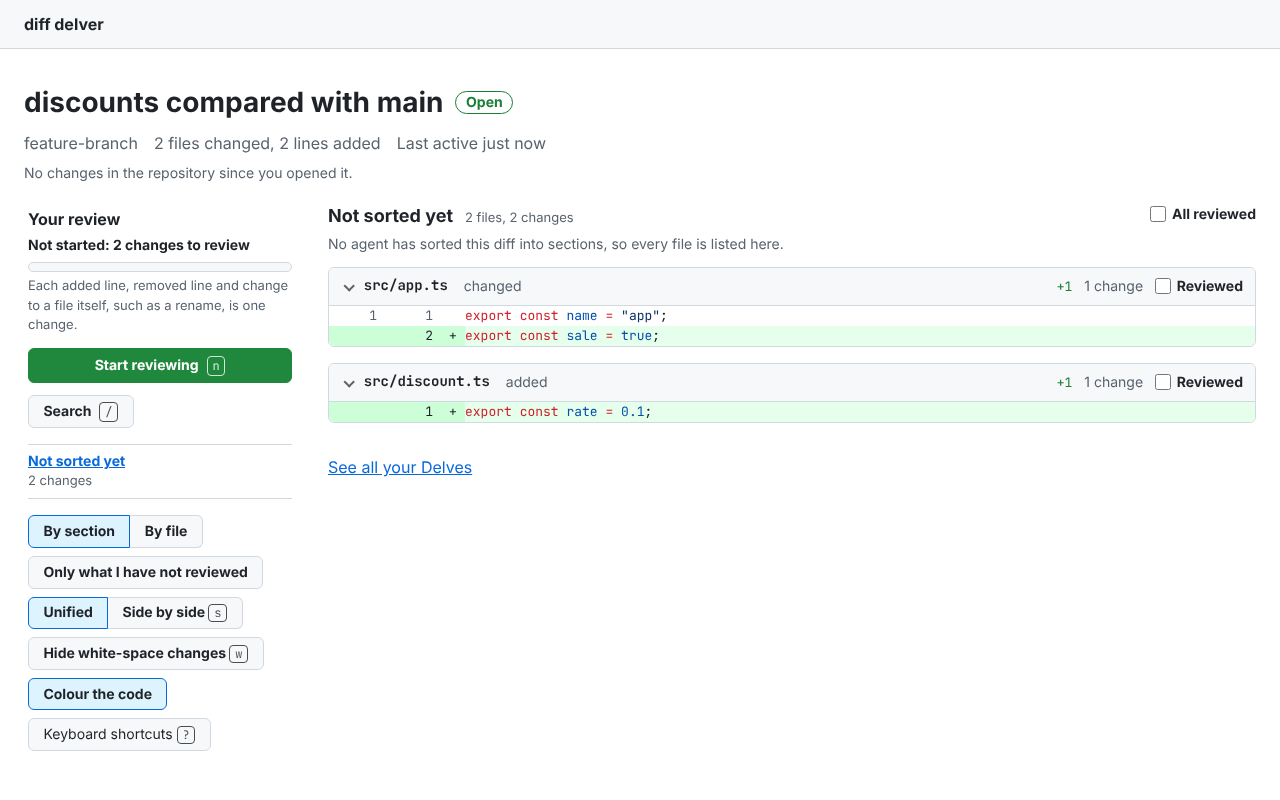 diff delver
discounts compared with main Open
feature-branch 2 files changed, 2 lines added Last active just now
No changes in the repository since you opened it.
Your review
Not started: 2 changes to review
Each added line, removed line and change
to a file itself, such as a rename, is one
change.
Start reviewing n
Search /
Not sorted yet
2 changes
By section By file
Only what I have not reviewed
Unified Side by side s
Hide white-space changes w
Colour the code
Keyboard shortcuts ?
Not sorted yet 2 files, 2 changes All reviewed
No agent has sorted this diff into sections, so every file is listed here.
src/app.ts changed +1 1 change Reviewed
1 1 export const name = "app";
2 + export const sale = true;
src/discount.ts added +1 1 change Reviewed
1 + export const rate = 0.1;
See all your Delves